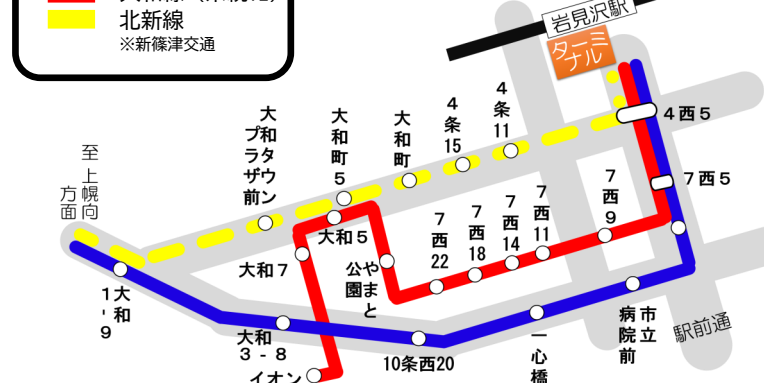 北新線
※新篠津交通
岩見沢駅
ターミ
ナル
4西5
7西5
4条11
4条15
大和町
大和町5
大和タウン
プラザ前
至 上幌向
方面
7西9
7西11
7西14
7西18
7西22
大和5
やまと
公園
大和7
大和
1-9
大和
3-8
イオン
10条西20
一心橋
市立
病院前
駅前通